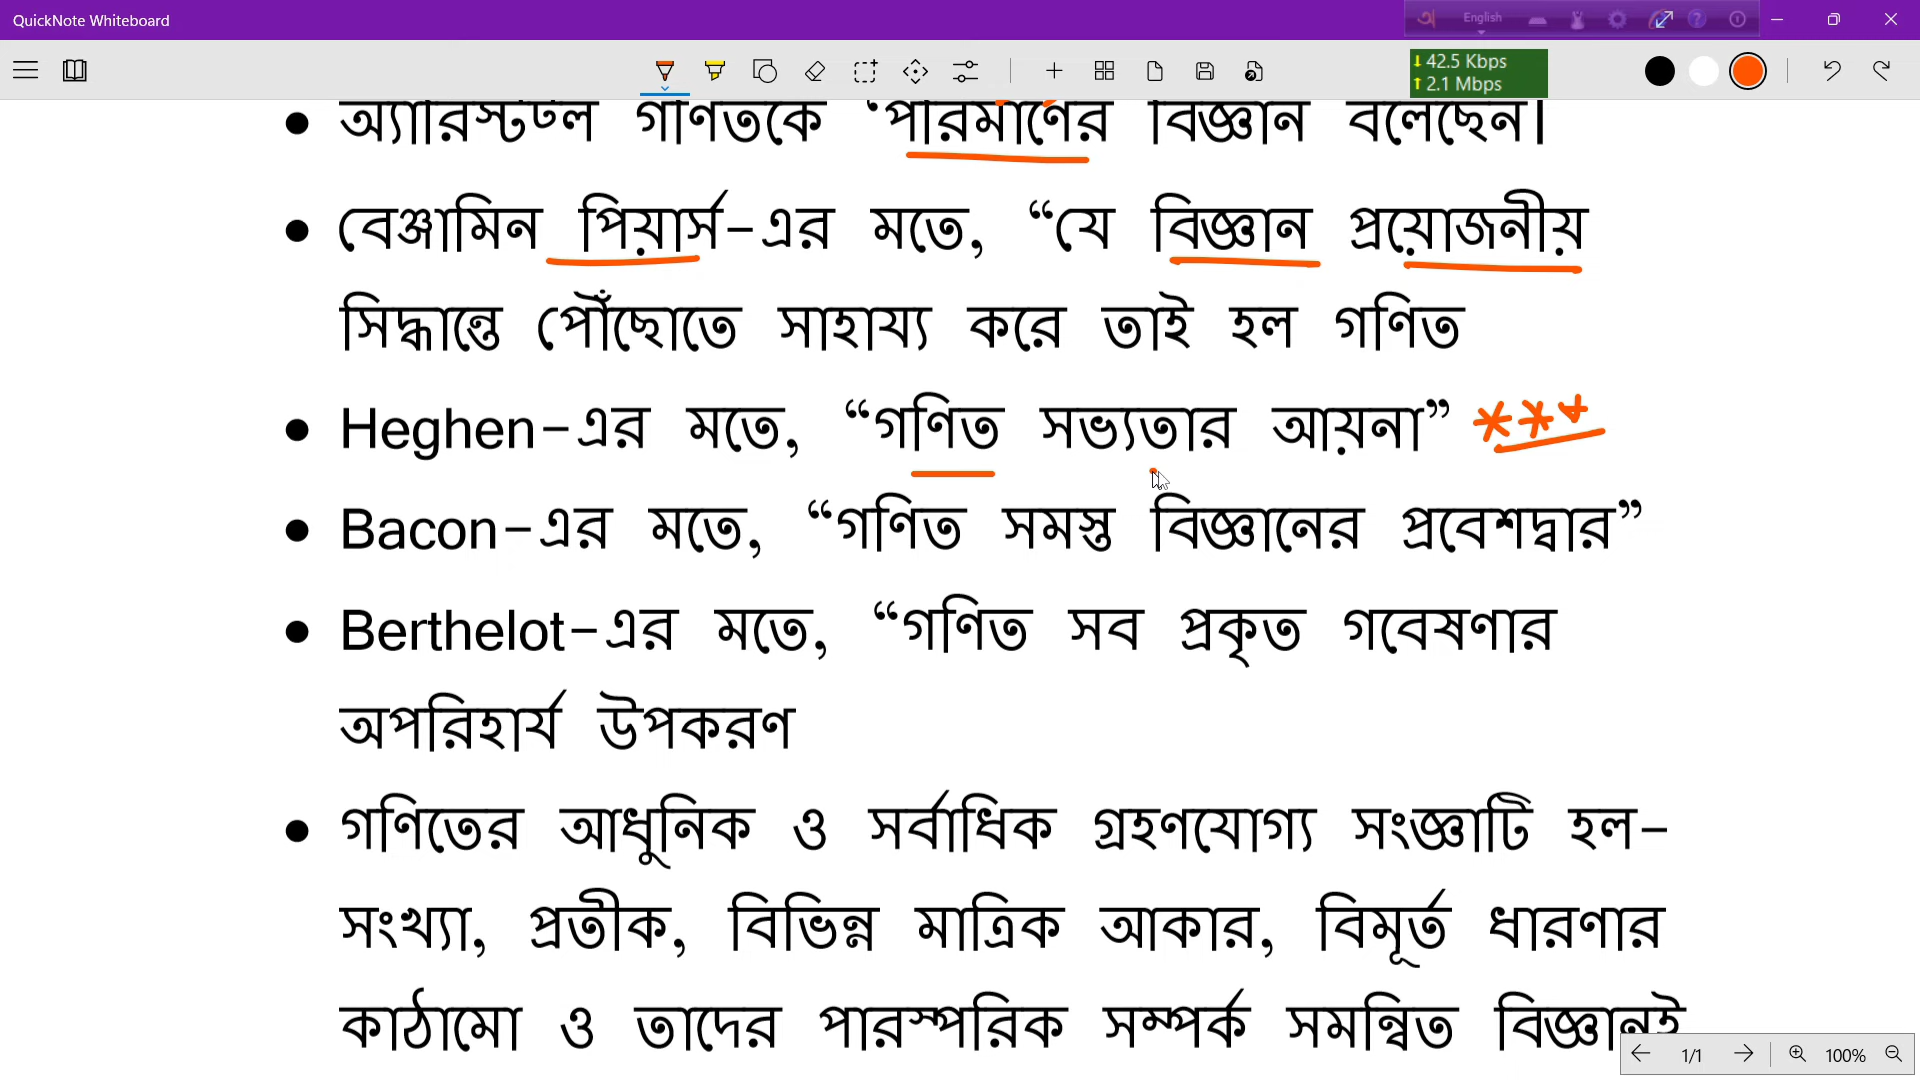 QuickNote Whiteboard
English
42.5 Kbps
2.1 Mbps
• অ্যারিস্টটল গণিতকে ‘পরিমাণের বিজ্ঞান বলেছেন।
• বেঞ্জামিন পিয়ার্স-এর মতে, “যে বিজ্ঞান প্রয়োজনীয়
সিদ্ধান্তে পৌঁছোতে সাহায্য করে তাই হল গণিত
• Heghen-এর মতে, “গণিত সভ্যতার আয়না” ***
• Bacon-এর মতে, “গণিত সমস্ত বিজ্ঞানের প্রবেশদ্বার”
• Berthelot-এর মতে, “গণিত সব প্রকৃত গবেষণার
অপরিহার্য উপকরণ
• গণিতের আধুনিক ও সর্বাধিক গ্রহণযোগ্য সংজ্ঞাটি হল-
সংখ্যা, প্রতীক, বিভিন্ন মাত্রিক আকার, বিমূর্ত ধারণার
কাঠামো ও তাদের পারস্পরিক সম্পর্ক সমন্বিত বিজ্ঞানই
1/1
100%